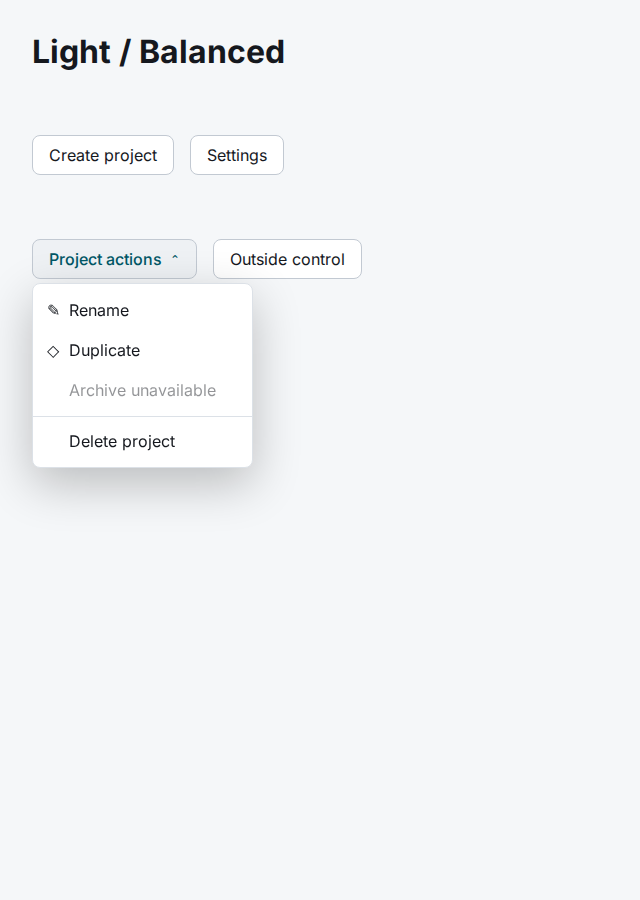 Light / Balanced
Create project
Settings
Project actions
Outside control
Rename
Duplicate
Archive unavailable
Delete project